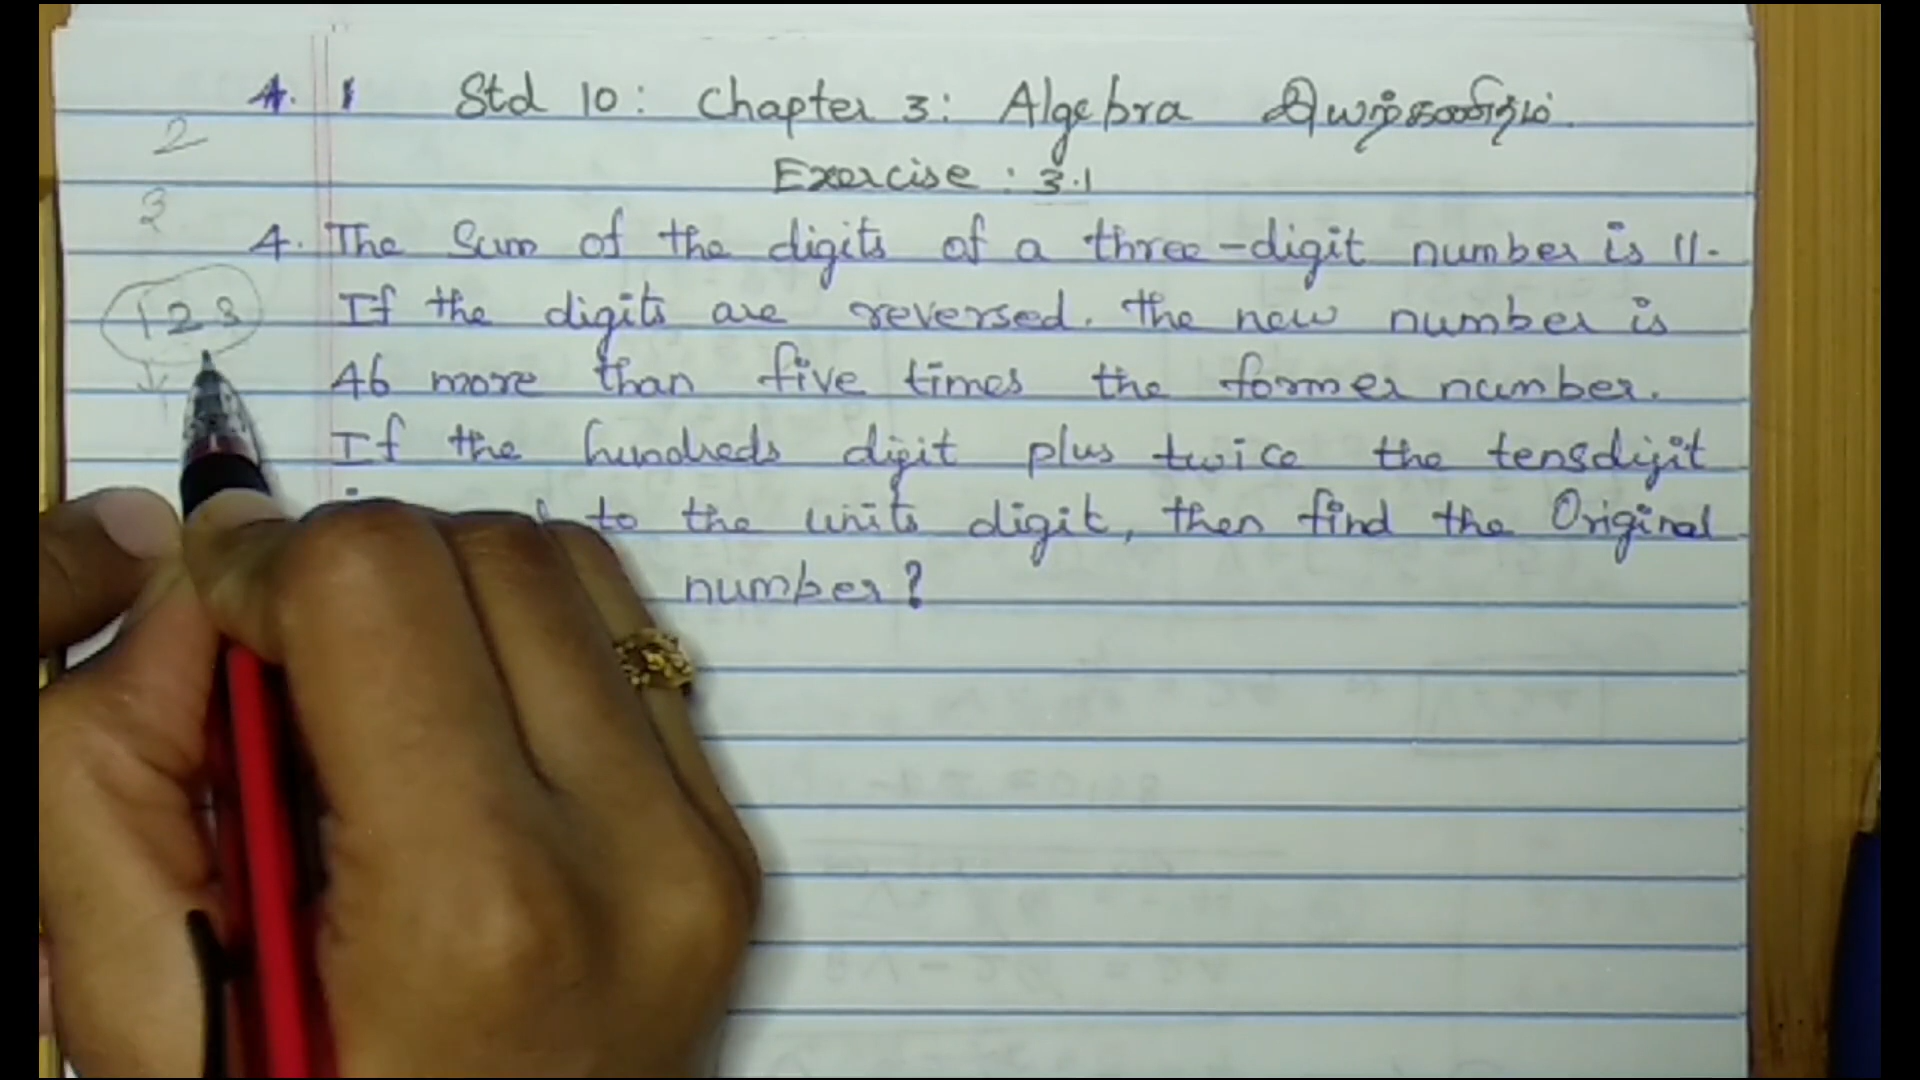 4. 1 Std 10: Chapter 3: Algebra இயற்கணிதம்.
Exercise: 3.1
2
3
4. The Sum of the digits of a three-digit number is 11.
123
If the digits are reversed. the new number is
46 more than five times the former number.
If the hundreds digit plus twice the tensdigit
to the units digit, then find the Original
number?